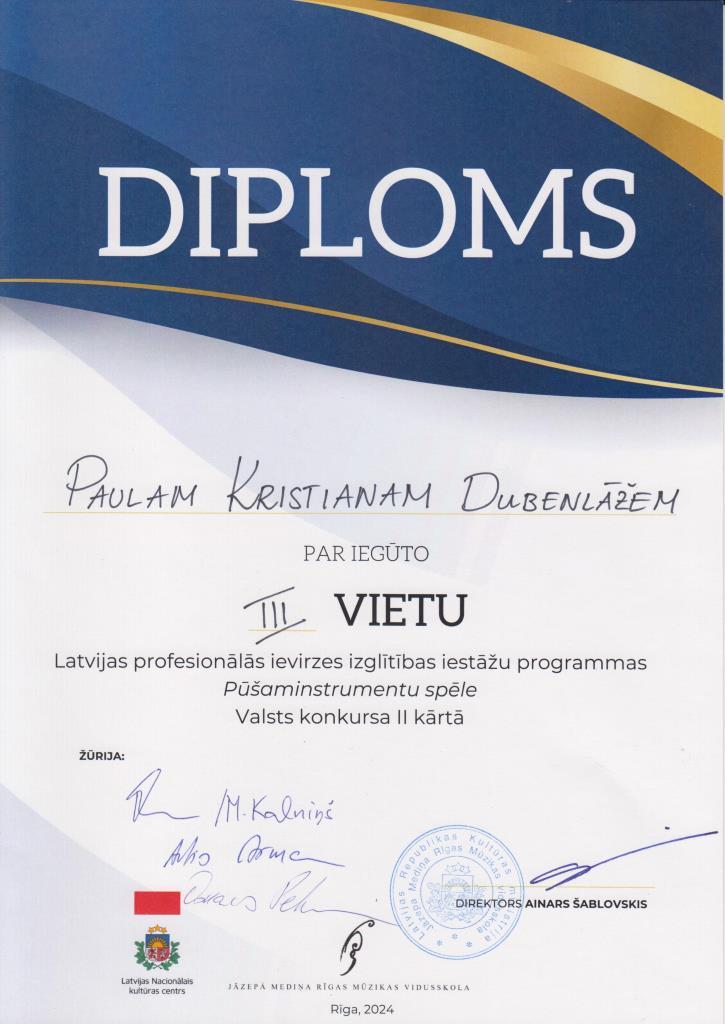 DIPLOMS
PAULAM KRISTIANAM DUBENLĀŽEM
PAR IEGŪTO
III VIETU
Latvijas profesionālās ievirzes izglītības iestāžu programmas
Pūšaminstrumentu spēle
Valsts konkursa II kārtā
ŽŪRIJA:
/M. Kalniņš
Latvijas Republikas Kultūras ministrija
Jāzepa Mediņa Rīgas Mūzikas vidusskola
DIREKTORS AINARS ŠABLOVSKIS
Latvijas Nacionālais
kultūras centrs
JĀZEPA MEDIŅA RĪGAS MŪZIKAS VIDUSSKOLA
Rīga, 2024